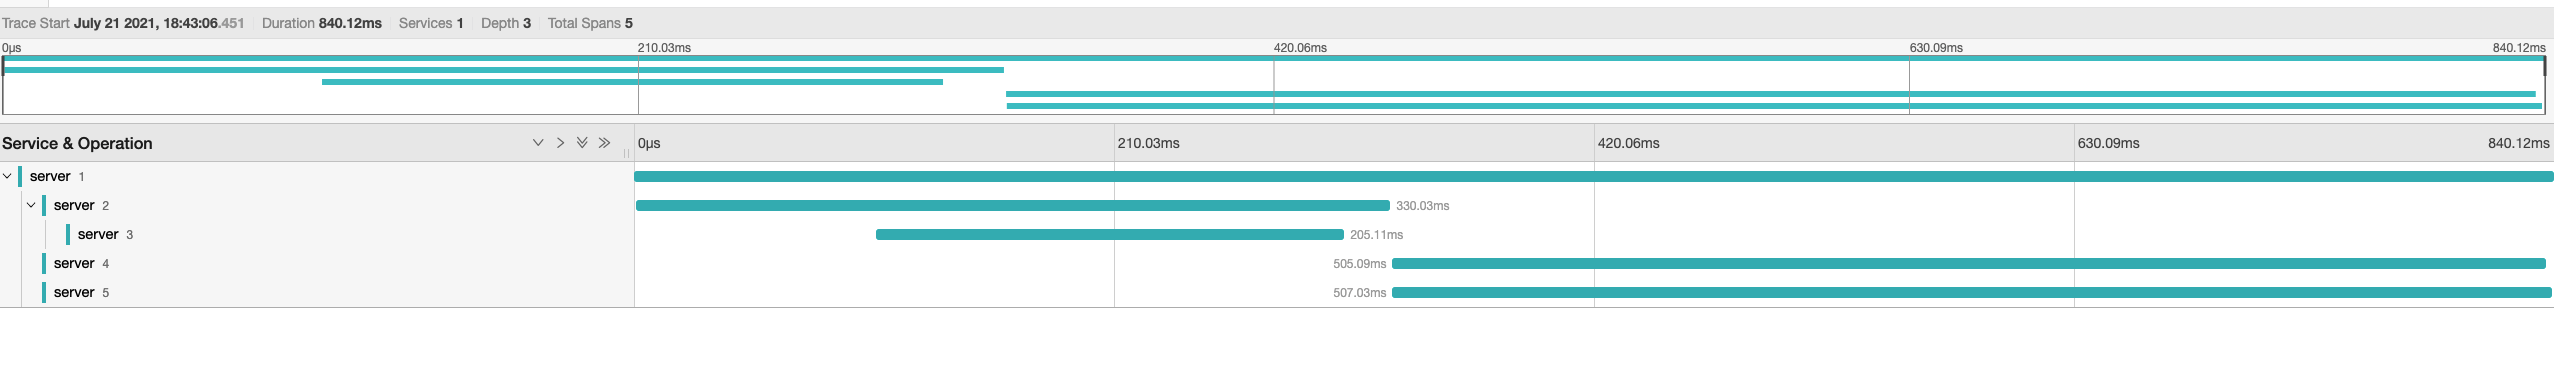 Trace Start July 21 2021, 18:43:06.451 Duration 840.12ms Services 1 Depth 3 Total Spans 5
0μs 210.03ms 420.06ms 630.09ms 840.12ms
Service & Operation 0μs 210.03ms 420.06ms 630.09ms 840.12ms
server 1
server 2 330.03ms
server 3 205.11ms
server 4 505.09ms
server 5 507.03ms